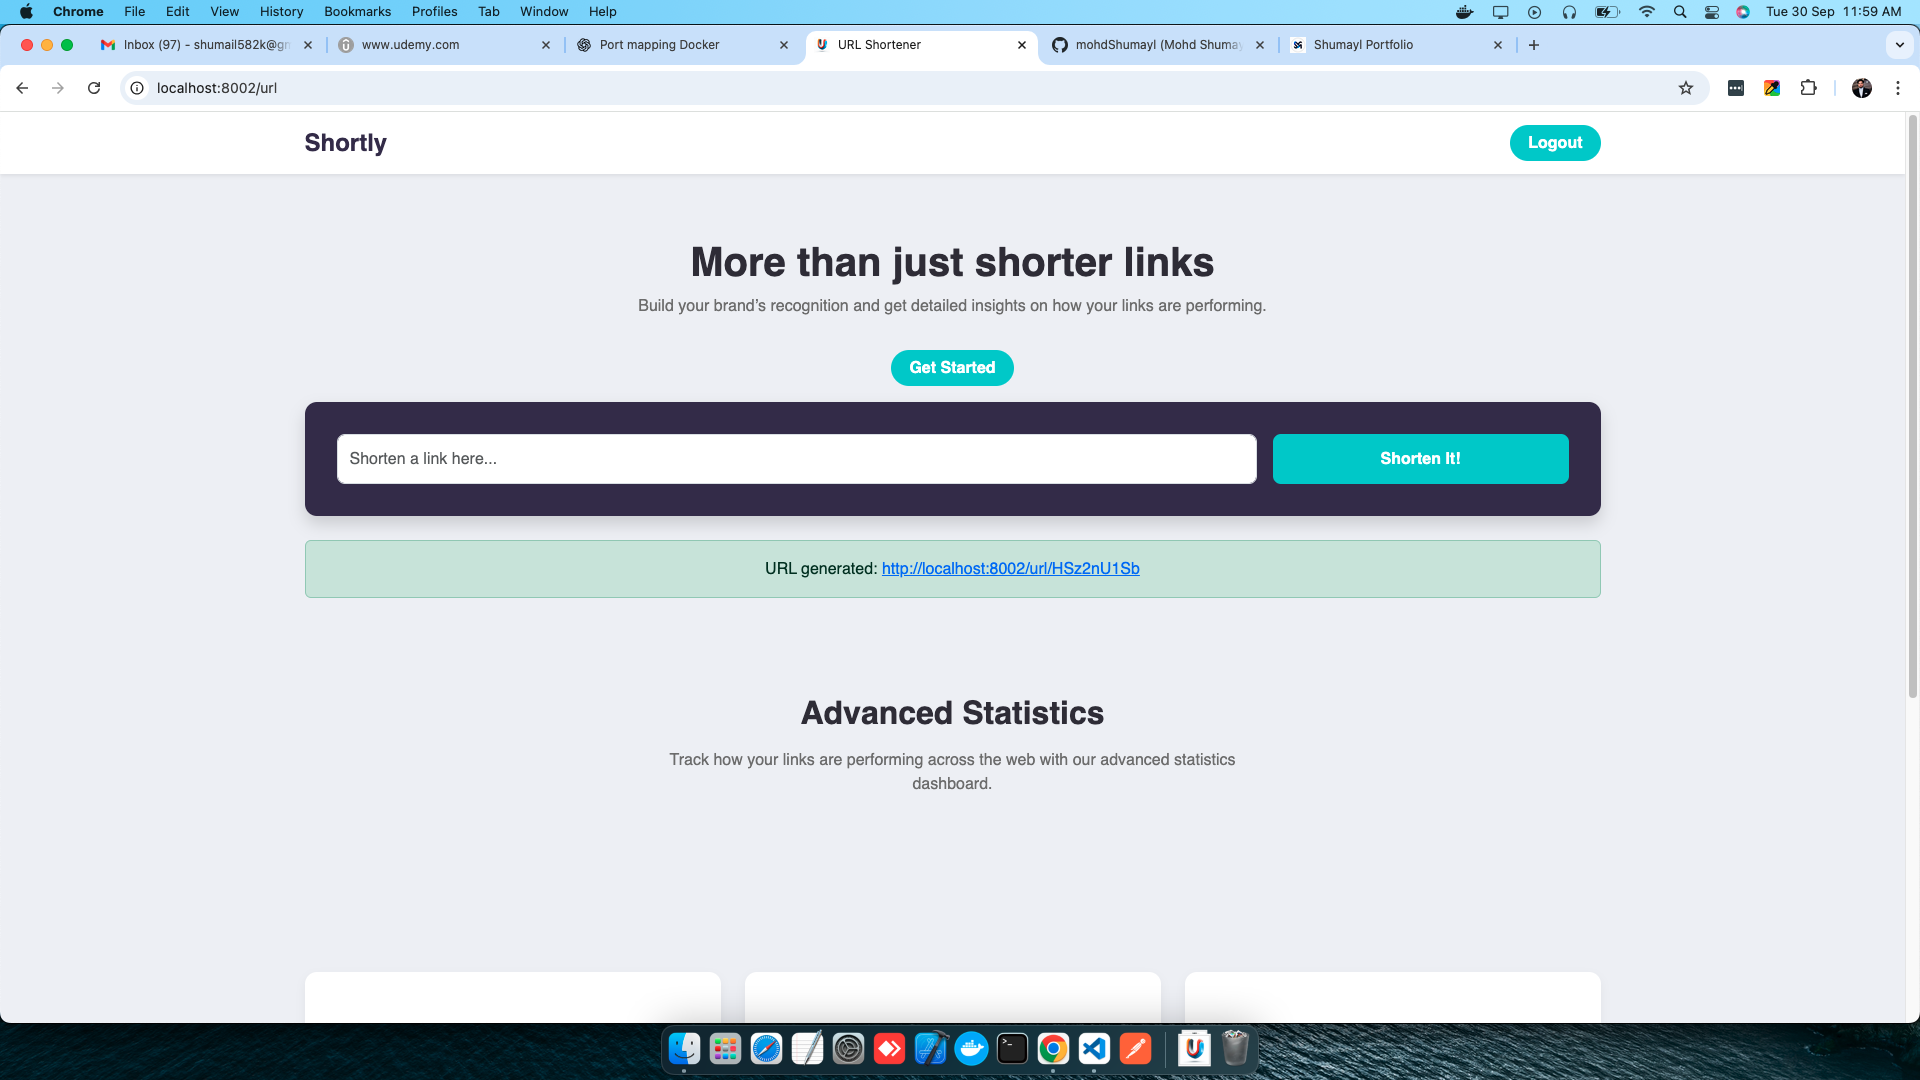 Chrome File Edit View History Bookmarks Profiles Tab Window Help Tue 30 Sep 11:59 AM
Inbox (97) - shumail582k@gm www.udemy.com Port mapping Docker URL Shortener mohdShumayl (Mohd Shumay Shumayl Portfolio
localhost:8002/url
Shortly Logout
More than just shorter links
Build your brand’s recognition and get detailed insights on how your links are performing.
Get Started
Shorten a link here... Shorten It!
URL generated: http://localhost:8002/url/HSz2nU1Sb
Advanced Statistics
Track how your links are performing across the web with our advanced statistics
dashboard.